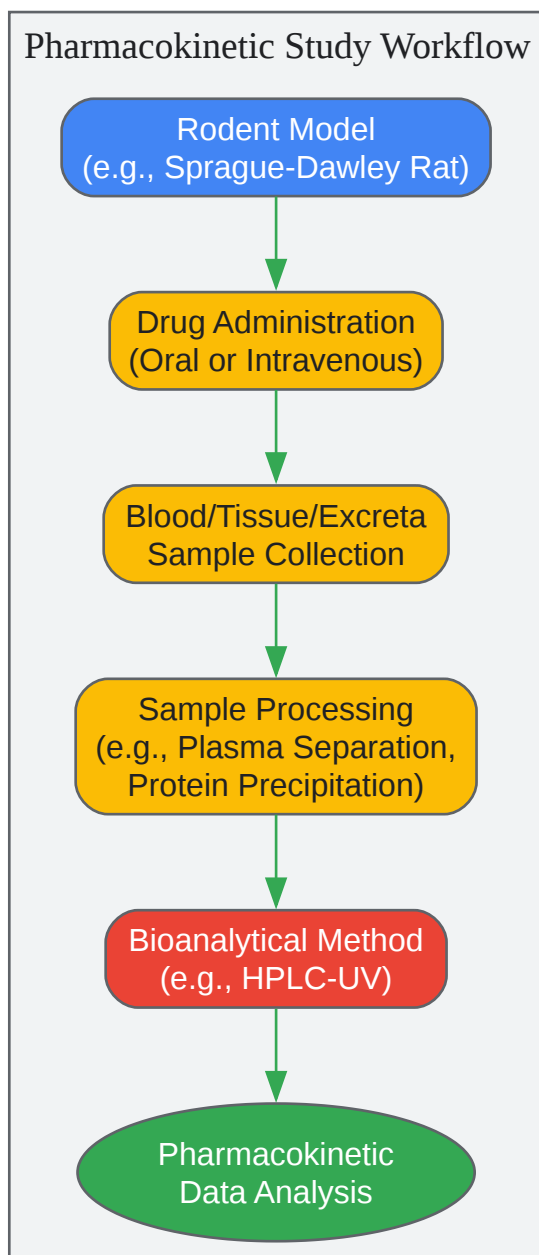 Pharmacokinetic Study Workflow
Rodent Model
(e.g., Sprague-Dawley Rat)
Drug Administration
(Oral or Intravenous)
Blood/Tissue/Excreta
Sample Collection
Sample Processing
(e.g., Plasma Separation,
Protein Precipitation)
Bioanalytical Method
(e.g., HPLC-UV)
Pharmacokinetic
Data Analysis